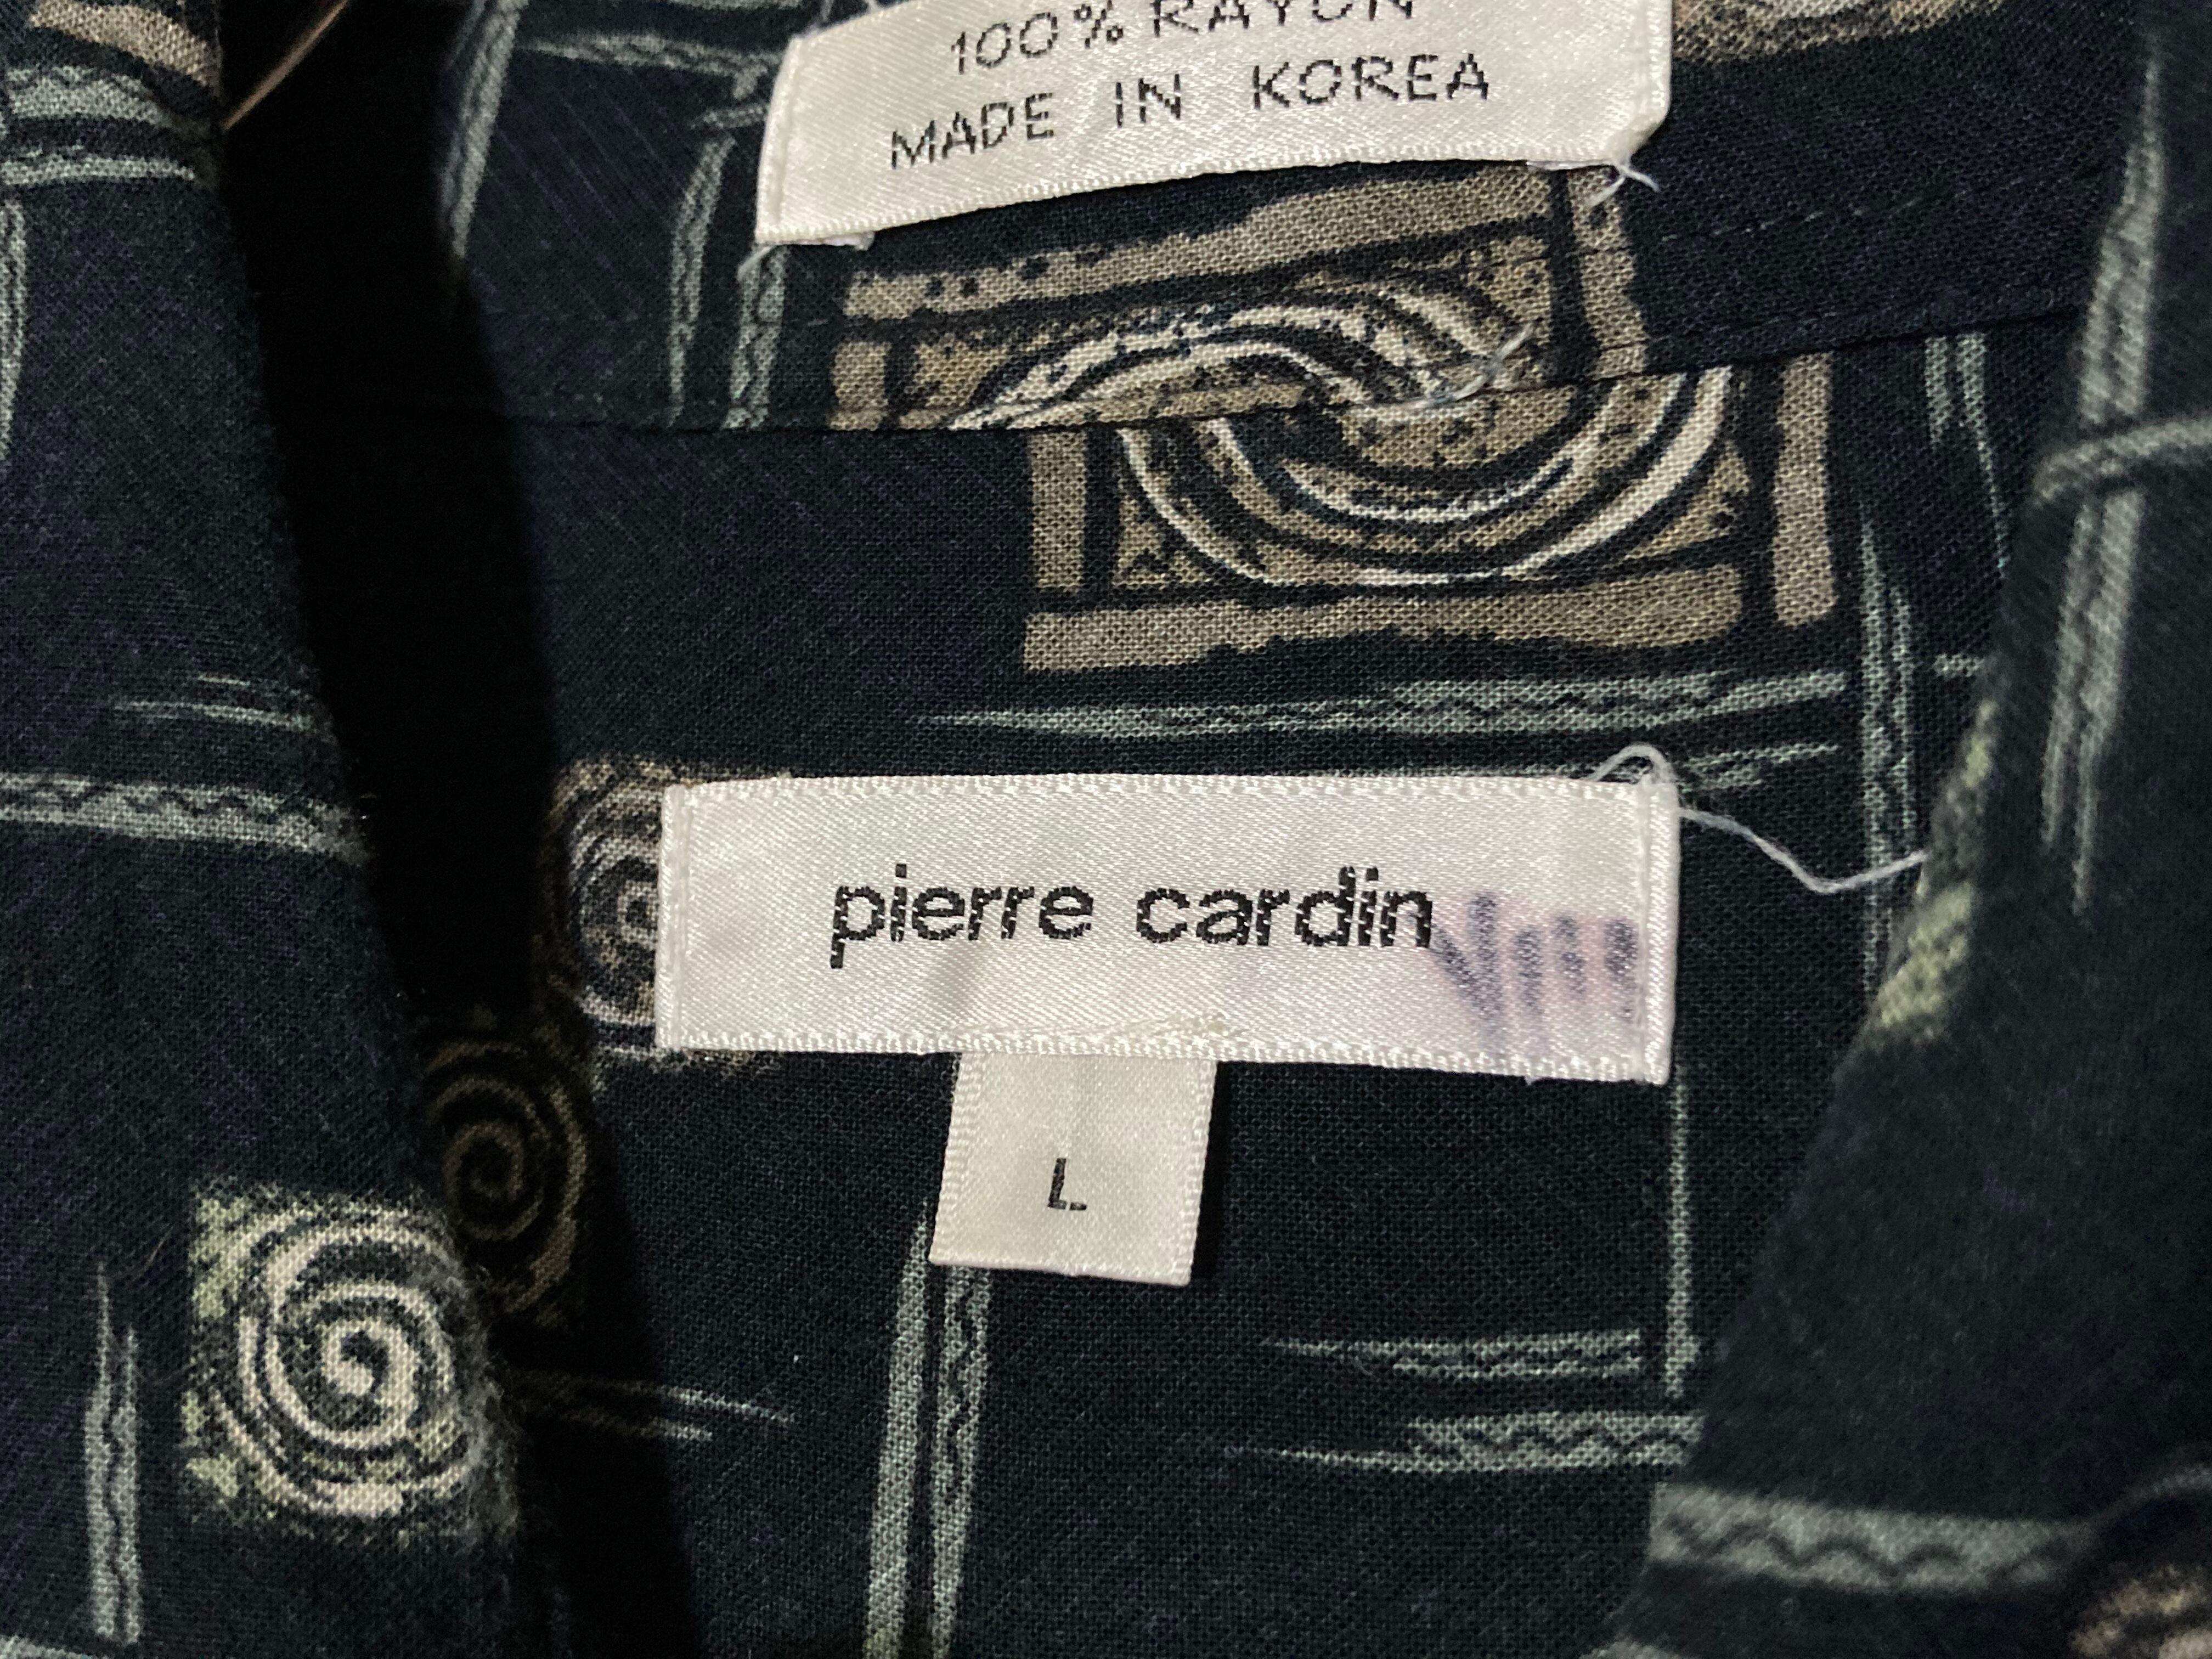 100% RAYON
MADE IN KOREA
pierre cardin
L